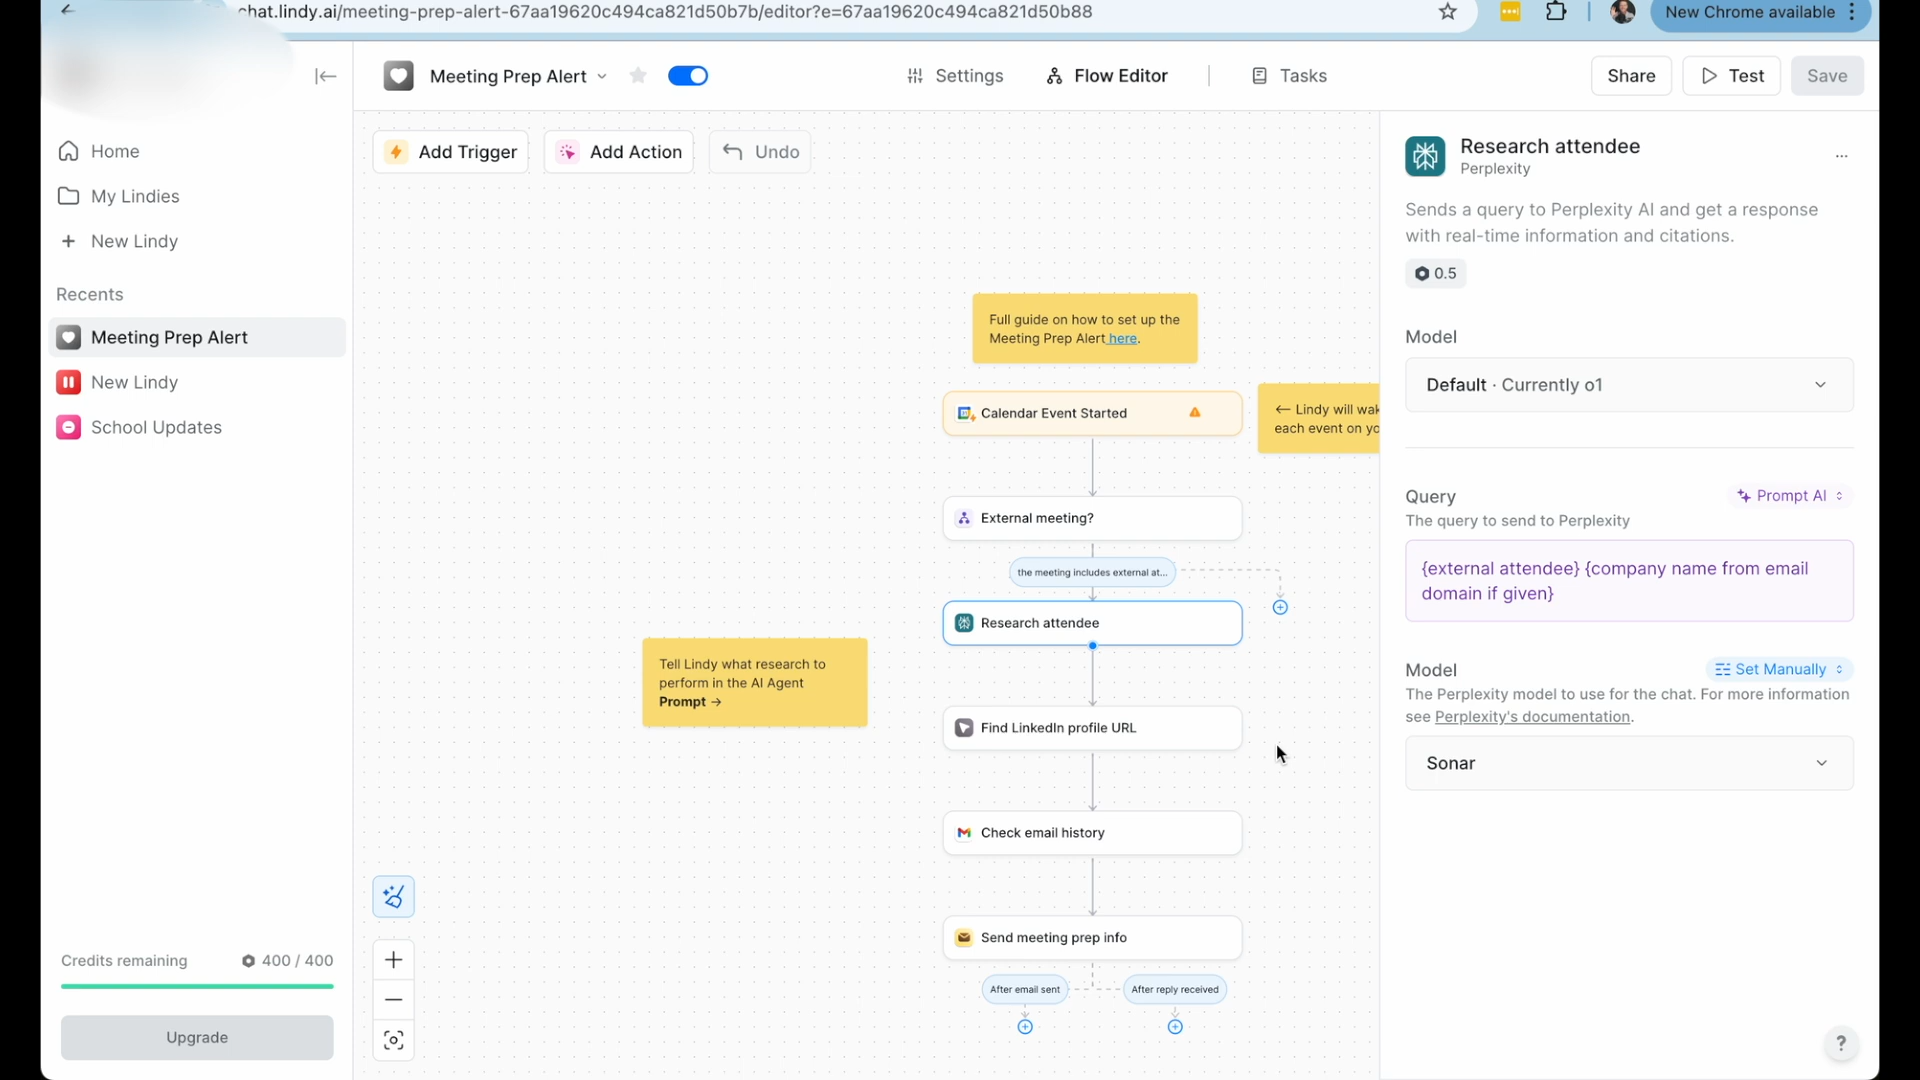 chat.lindy.ai/meeting-prep-alert-67aa19620c494ca821d50b7b/editor?e=67aa19620c494ca821d50b88
New Chrome available
Meeting Prep Alert
Settings
Flow Editor
Tasks
Share
Test
Save
Home
My Lindies
New Lindy
Recents
Meeting Prep Alert
New Lindy
School Updates
Credits remaining
400 / 400
Upgrade
Add Trigger
Add Action
Undo
Full guide on how to set up the
Meeting Prep Alert here.
Calendar Event Started
← Lindy will wak
each event on yo
External meeting?
the meeting includes external at...
Research attendee
Tell Lindy what research to
perform in the AI Agent
Prompt →
Find LinkedIn profile URL
Check email history
Send meeting prep info
After email sent
After reply received
Research attendee
Perplexity
Sends a query to Perplexity AI and get a response
with real-time information and citations.
0.5
Model
Default · Currently o1
Query
Prompt AI
The query to send to Perplexity
{external attendee} {company name from email
domain if given}
Model
Set Manually
The Perplexity model to use for the chat. For more information
see Perplexity's documentation.
Sonar
?